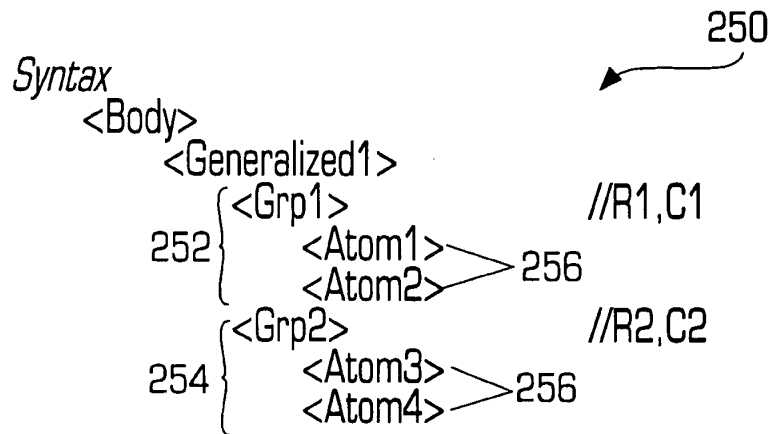 250
Syntax
<Body>
<Generalized1>
<Grp1> //R1,C1
252 <Atom1> 256
<Atom2>
<Grp2> //R2,C2
254 <Atom3> 256
<Atom4>